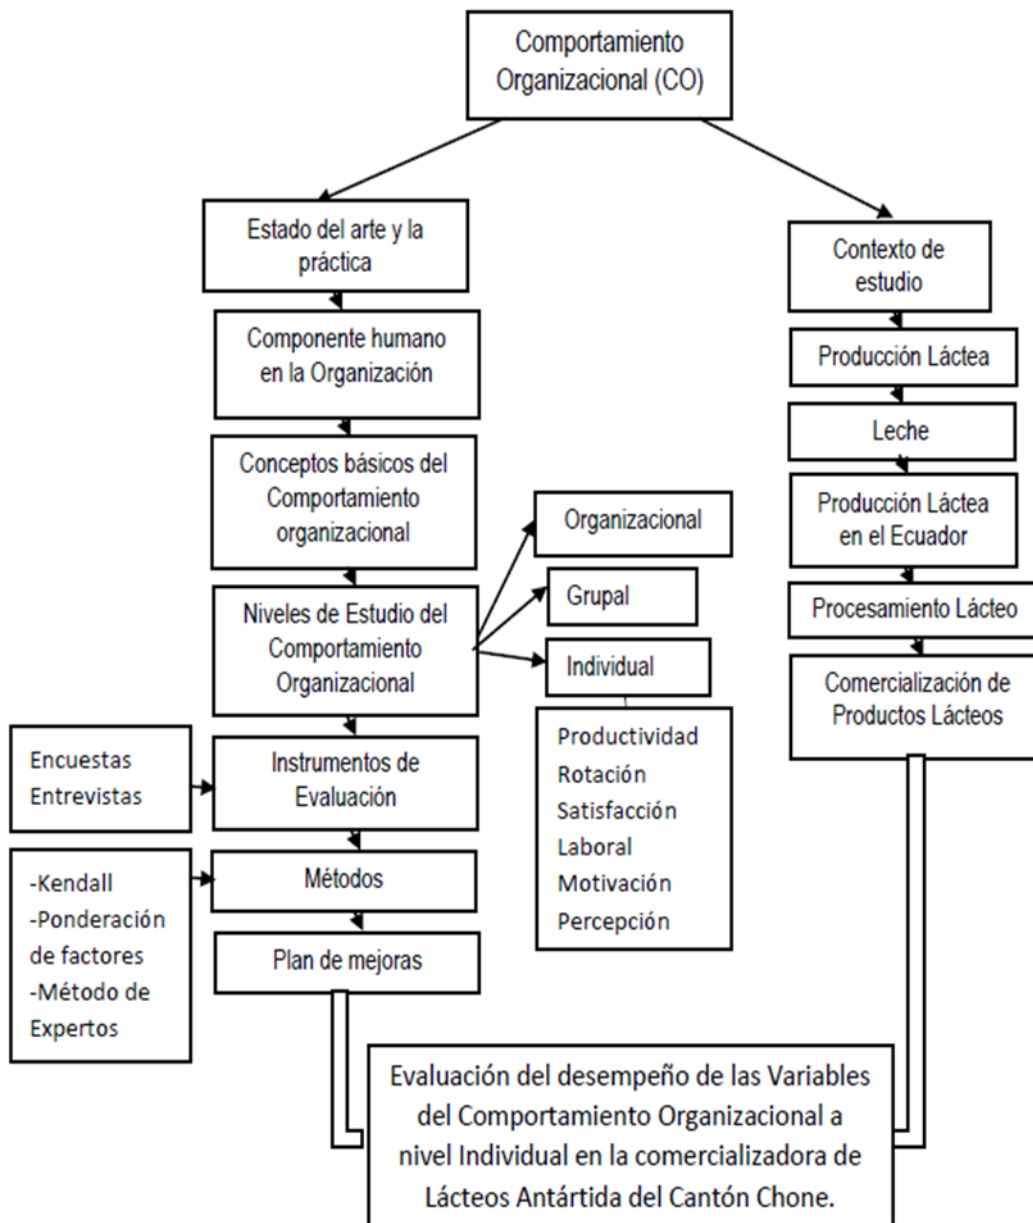 Comportamiento
Organizacional (CO)
Estado del arte y la
práctica
Componente humano
en la Organización
Conceptos básicos del
Comportamiento
organizacional
Niveles de Estudio del
Comportamiento
Organizacional
Organizacional
Grupal
Individual
Productividad
Rotación
Satisfacción
Laboral
Motivación
Percepción
Encuestas
Entrevistas
Instrumentos de
Evaluación
-Kendall
-Ponderación
de factores
-Método de
Expertos
Métodos
Plan de mejoras
Contexto de
estudio
Producción Láctea
Leche
Producción Láctea
en el Ecuador
Procesamiento Lácteo
Comercialización de
Productos Lácteos
Evaluación del desempeño de las Variables
del Comportamiento Organizacional a
nivel Individual en la comercializadora de
Lácteos Antártida del Cantón Chone.